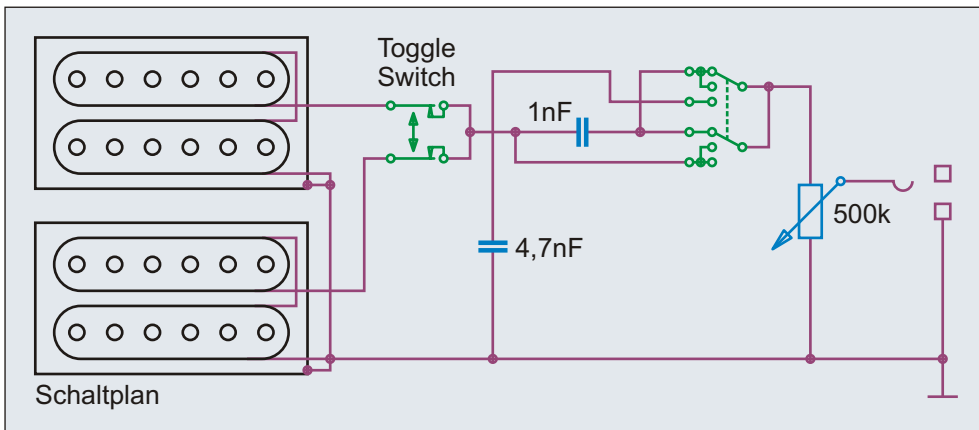 Toggle
Switch
1nF
4,7nF
500k
Schaltplan